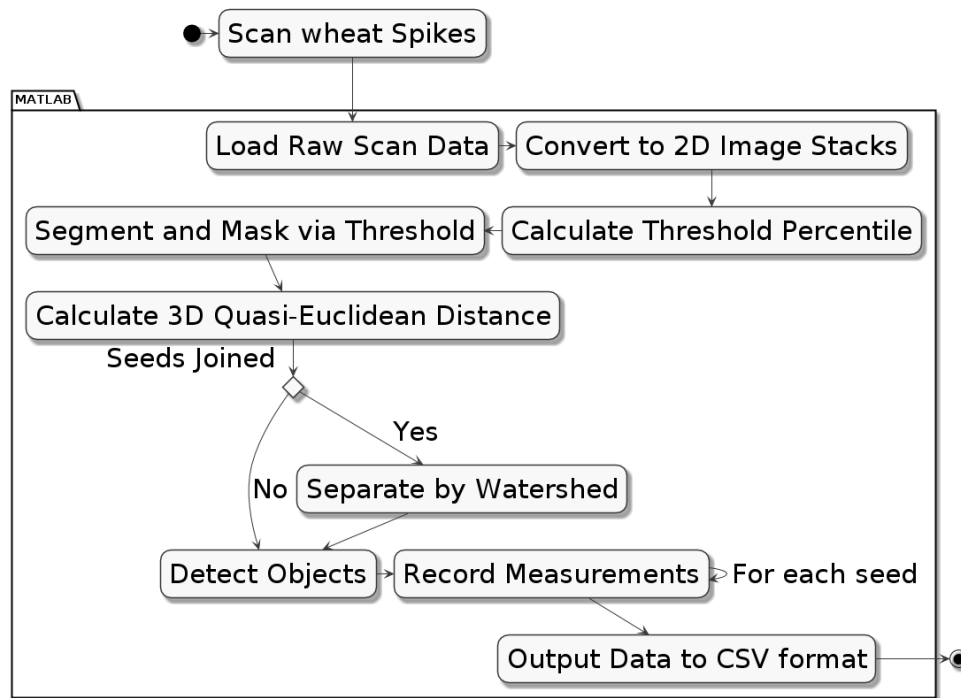 Scan wheat Spikes
MATLAB
Load Raw Scan Data
Convert to 2D Image Stacks
Segment and Mask via Threshold
Calculate Threshold Percentile
Calculate 3D Quasi-Euclidean Distance
Seeds Joined
Yes
No
Separate by Watershed
Detect Objects
Record Measurements
For each seed
Output Data to CSV format